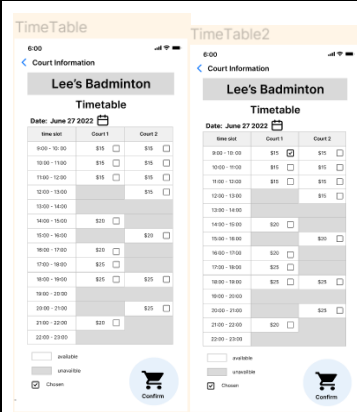 TimeTable
6:00
Court Information
Lee's Badminton
Timetable
Date: June 27 2022
time slot Court 1 Court 2
9:00 - 10:00 $15 $15
10:00 - 11:00 $15 $15
11:00 - 12:00 $15 $15
12:00 - 13:00 $15
13:00 - 14:00
14:00 - 15:00 $20
15:00 - 16:00 $20
16:00 - 17:00 $20
17:00 - 18:00 $25
18:00 - 19:00 $25 $25
19:00 - 20:00
20:00 - 21:00 $25
21:00 - 22:00 $20
22:00 - 23:00
available
unavailble
Chosen
Confirm
TimeTable2
6:00
Court Information
Lee's Badminton
Timetable
Date: June 27 2022
time slot Court 1 Court 2
9:00 - 10:00 $15 $15
10:00 - 11:00 $15 $15
11:00 - 12:00 $15 $15
12:00 - 13:00 $15
13:00 - 14:00
14:00 - 15:00 $20
15:00 - 16:00 $20
16:00 - 17:00 $20
17:00 - 18:00 $25
18:00 - 19:00 $25 $25
19:00 - 20:00
20:00 - 21:00 $25
21:00 - 22:00 $20
22:00 - 23:00
available
unavailble
Chosen
Confirm